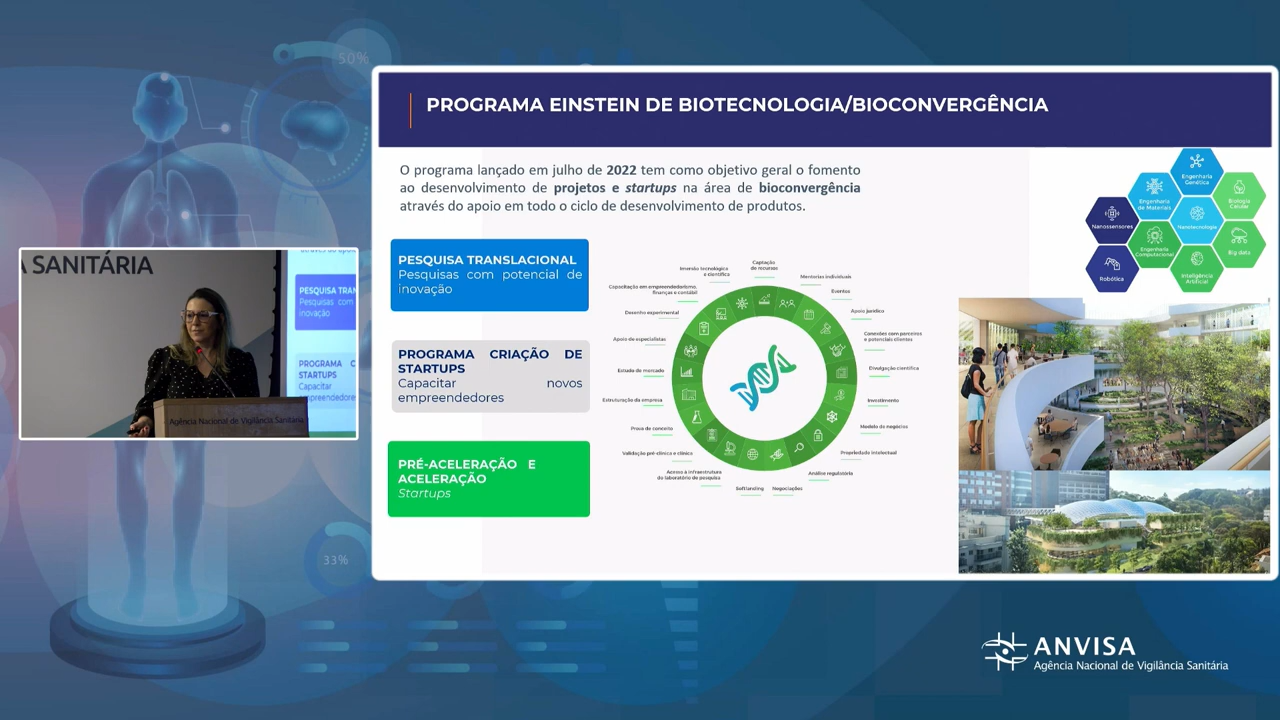 50%
PROGRAMA EINSTEIN DE BIOTECNOLOGIA/BIOCONVERGÊNCIA
O programa lançado em julho de 2022 tem como objetivo geral o fomento
ao desenvolvimento de projetos e startups na área de bioconvergência
através do apoio em todo o ciclo de desenvolvimento de produtos.
Engenharia
Genética
Engenharia
de Materiais
Biologia
Celular
Nanossensores
Nanotecnologia
Engenharia
Computacional
Big data
Robótica
Inteligência
Artificial
PESQUISA TRANSLACIONAL
Pesquisas com potencial de
inovação
PROGRAMA CRIAÇÃO DE
STARTUPS
Capacitar novos
empreendedores
PRÉ-ACELERAÇÃO E
ACELERAÇÃO
Startups
Captação
de recursos
Mentorias individuais
Eventos
Apoio jurídico
Conexões com parceiros
e potenciais clientes
Divulgação científica
Investimento
Modelo de negócios
Propriedade intelectual
Análise regulatória
Negociações
Softlanding
Acesso a infraestrutura
do laboratório de pesquisa
Validação pré-clínica e clínica
Prova de conceito
Estruturação da empresa
Estudo de mercado
Apoio de especialistas
Desenho experimental
Capacitação em empreendedorismo,
finanças e contábil
Imersão tecnológica
e científica
A SANITÁRIA
através do apoio em
PESQUISA TRAN
Pesquisas com
inovação
PROGRAMA C
STARTUPS
Capacitar
empreendedores
Agência Nacional de Vigilância Sanitária
33%
ANVISA
Agência Nacional de Vigilância Sanitária